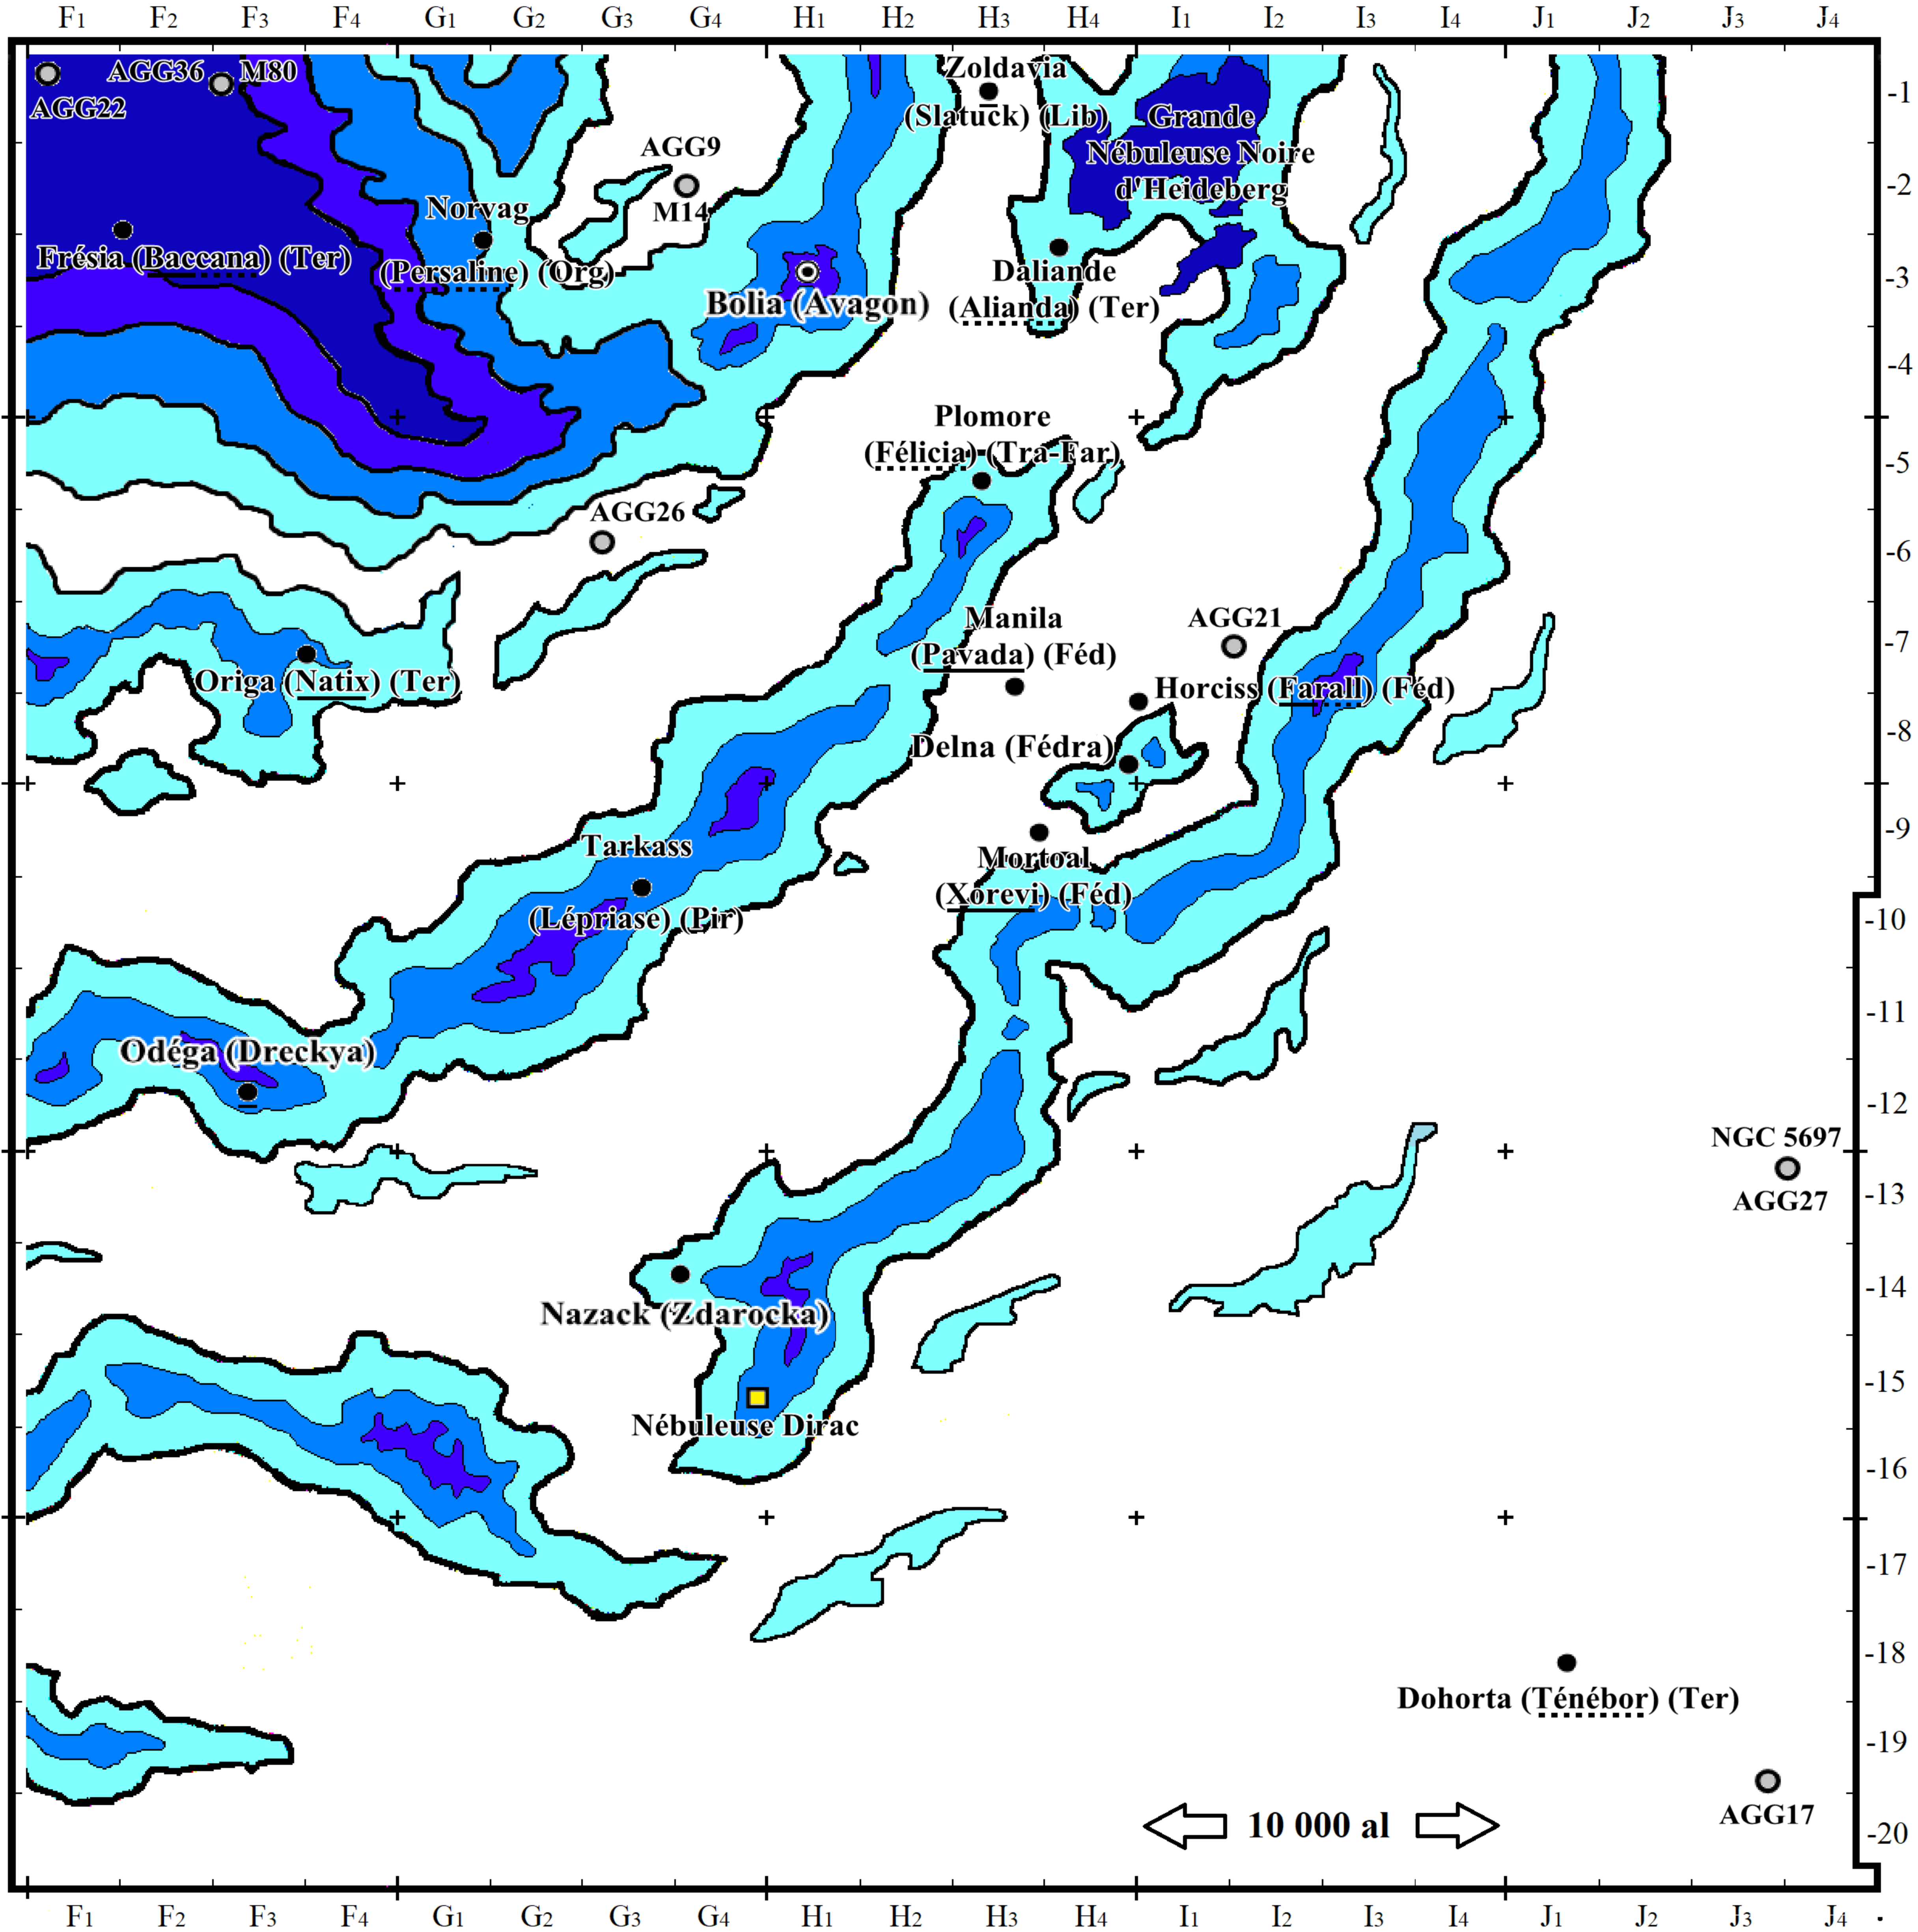 F1 F2 F3 F4 G1 G2 G3 G4 H1 H2 H3 H4 I1 I2 I3 I4 J1 J2 J3 J4
AGG22
AGG36 M80
Zoldavia
(Slatuck) (Lib)
Grande
Nébuleuse Noire
d'Heideberg
-1
AGG9
M14
-2
Norvag
(Persaline) (Org)
Frésia (Baccana) (Ter)
Bolia (Avagon)
Daliande
(Alianda) (Ter)
-3
-4
Plomore
(Félicia) (Tra-Far)
-5
AGG26
-6
Manila
(Pavada) (Féd)
AGG21
-7
Origa (Natix) (Ter)
Horciss (Farall) (Féd)
Delna (Fédra)
-8
Tarkass
(Lépriase) (Pir)
Mortoal
(Xorevi) (Féd)
-9
-10
-11
Odéga (Dreckya)
-12
NGC 5697
AGG27
-13
Nazack (Zdarocka)
-14
-15
Nébuleuse Dirac
-16
-17
-18
Dohorta (Ténébor) (Ter)
-19
AGG17
10 000 al
-20
F1 F2 F3 F4 G1 G2 G3 G4 H1 H2 H3 H4 I1 I2 I3 I4 J1 J2 J3 J4